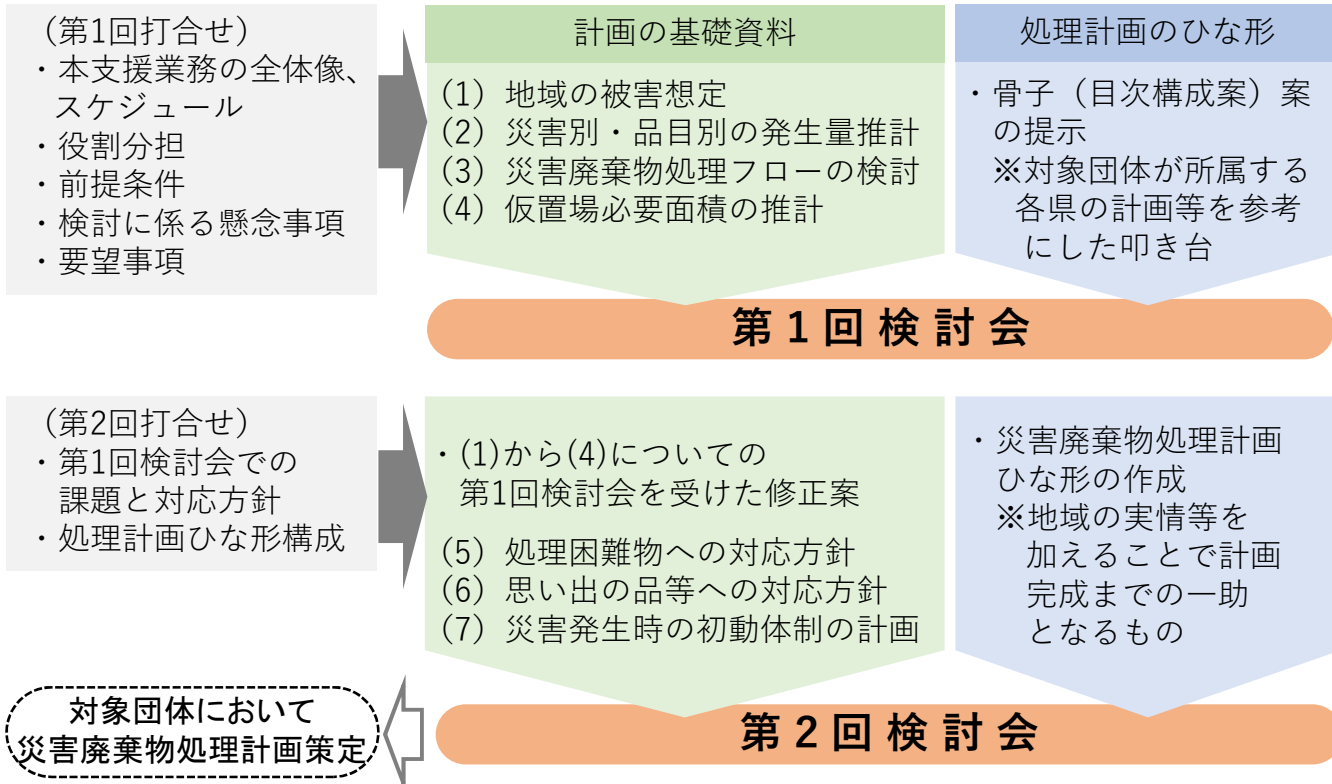 (第1回打合せ)
・本支援業務の全体像、
スケジュール
・役割分担
・前提条件
・検討に係る懸念事項
・要望事項
計画の基礎資料
(1) 地域の被害想定
(2) 災害別・品目別の発生量推計
(3) 災害廃棄物処理フローの検討
(4) 仮置場必要面積の推計
処理計画のひな形
・骨子（目次構成案）案
の提示
※対象団体が所属する
各県の計画等を参考
にした叩き台
第1回検討会
(第2回打合せ)
・第1回検討会での
課題と対応方針
・処理計画ひな形構成
・(1)から(4)についての
第1回検討会を受けた修正案
(5) 処理困難物への対応方針
(6) 思い出の品等への対応方針
(7) 災害発生時の初動体制の計画
・災害廃棄物処理計画
ひな形の作成
※地域の実情等を
加えることで計画
完成までの一助
となるもの
第2回検討会
対象団体において
災害廃棄物処理計画策定